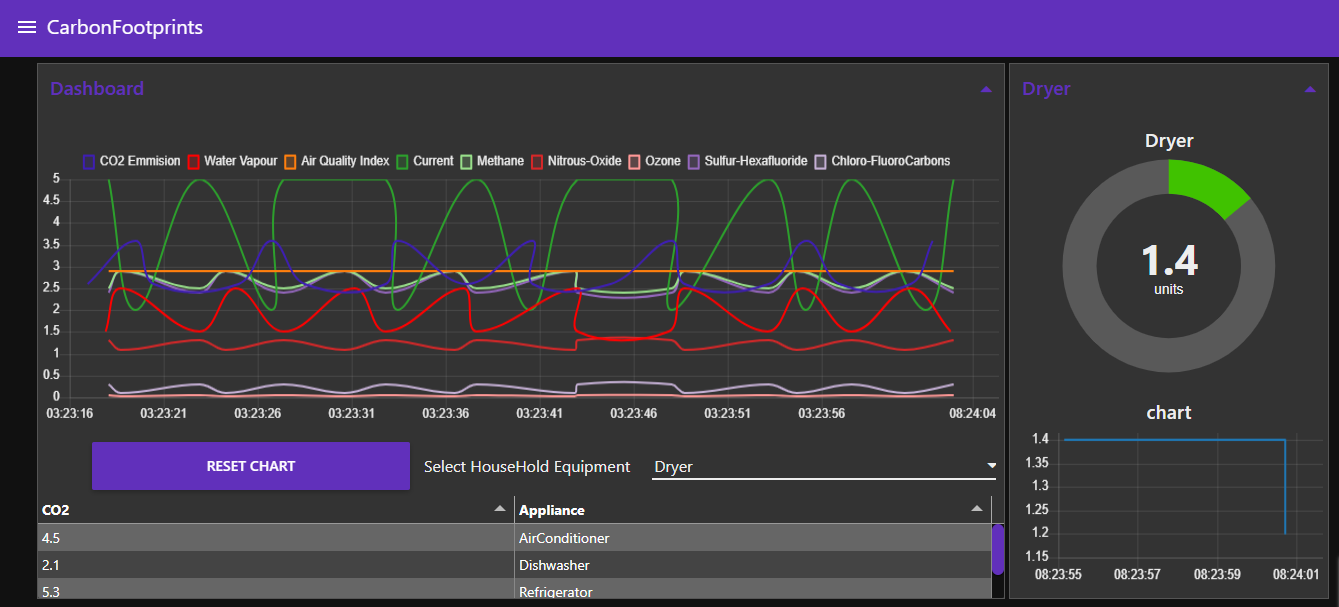 CarbonFootprints
Dashboard
CO2 Emmision Water Vapour Air Quality Index Current Methane Nitrous-Oxide Ozone Sulfur-Hexafluoride Chloro-FluoroCarbons
5
4.5
4
3.5
3
2.5
2
1.5
1
0.5
0
03:23:16 03:23:21 03:23:26 03:23:31 03:23:36 03:23:41 03:23:46 03:23:51 03:23:56 08:24:04
RESET CHART Select HouseHold Equipment Dryer
CO2 Appliance
4.5 AirConditioner
2.1 Dishwasher
5.3 Refrigerator
Dryer
Dryer
1.4
units
chart
1.4
1.35
1.3
1.25
1.2
1.15
08:23:55 08:23:57 08:23:59 08:24:01